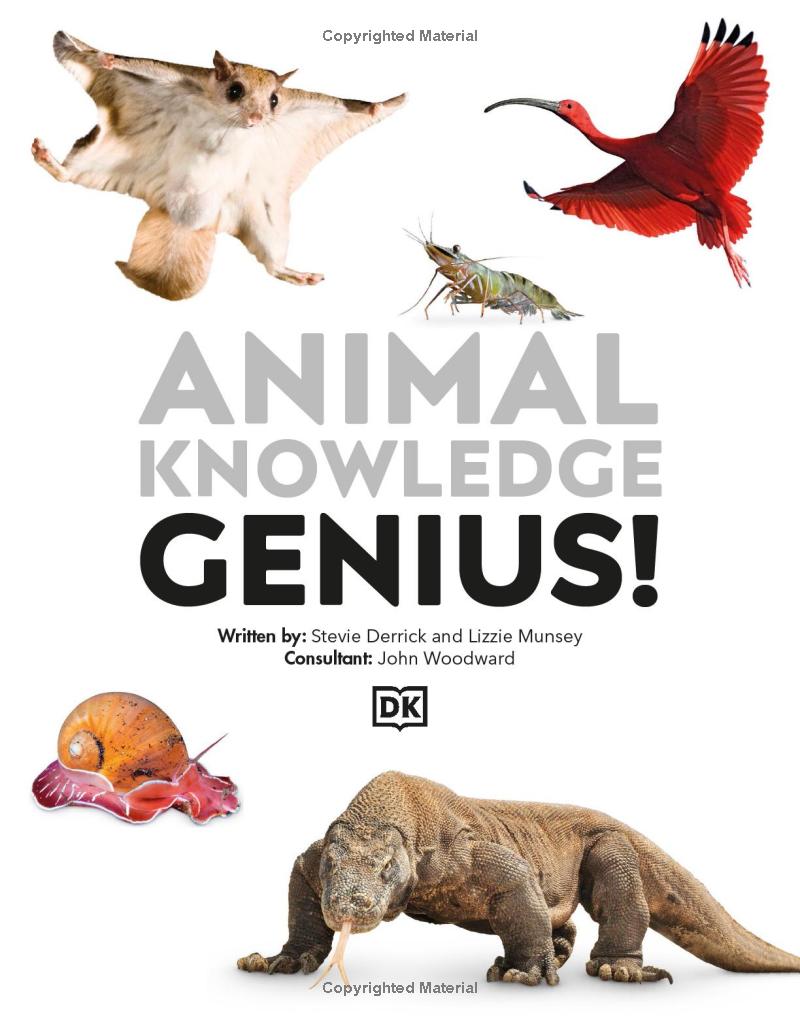 Copyrighted Material
ANIMAL
KNOWLEDGE
GENIUS!
Written by: Stevie Derrick and Lizzie Munsey
Consultant: John Woodward
DK
Copyrighted Material